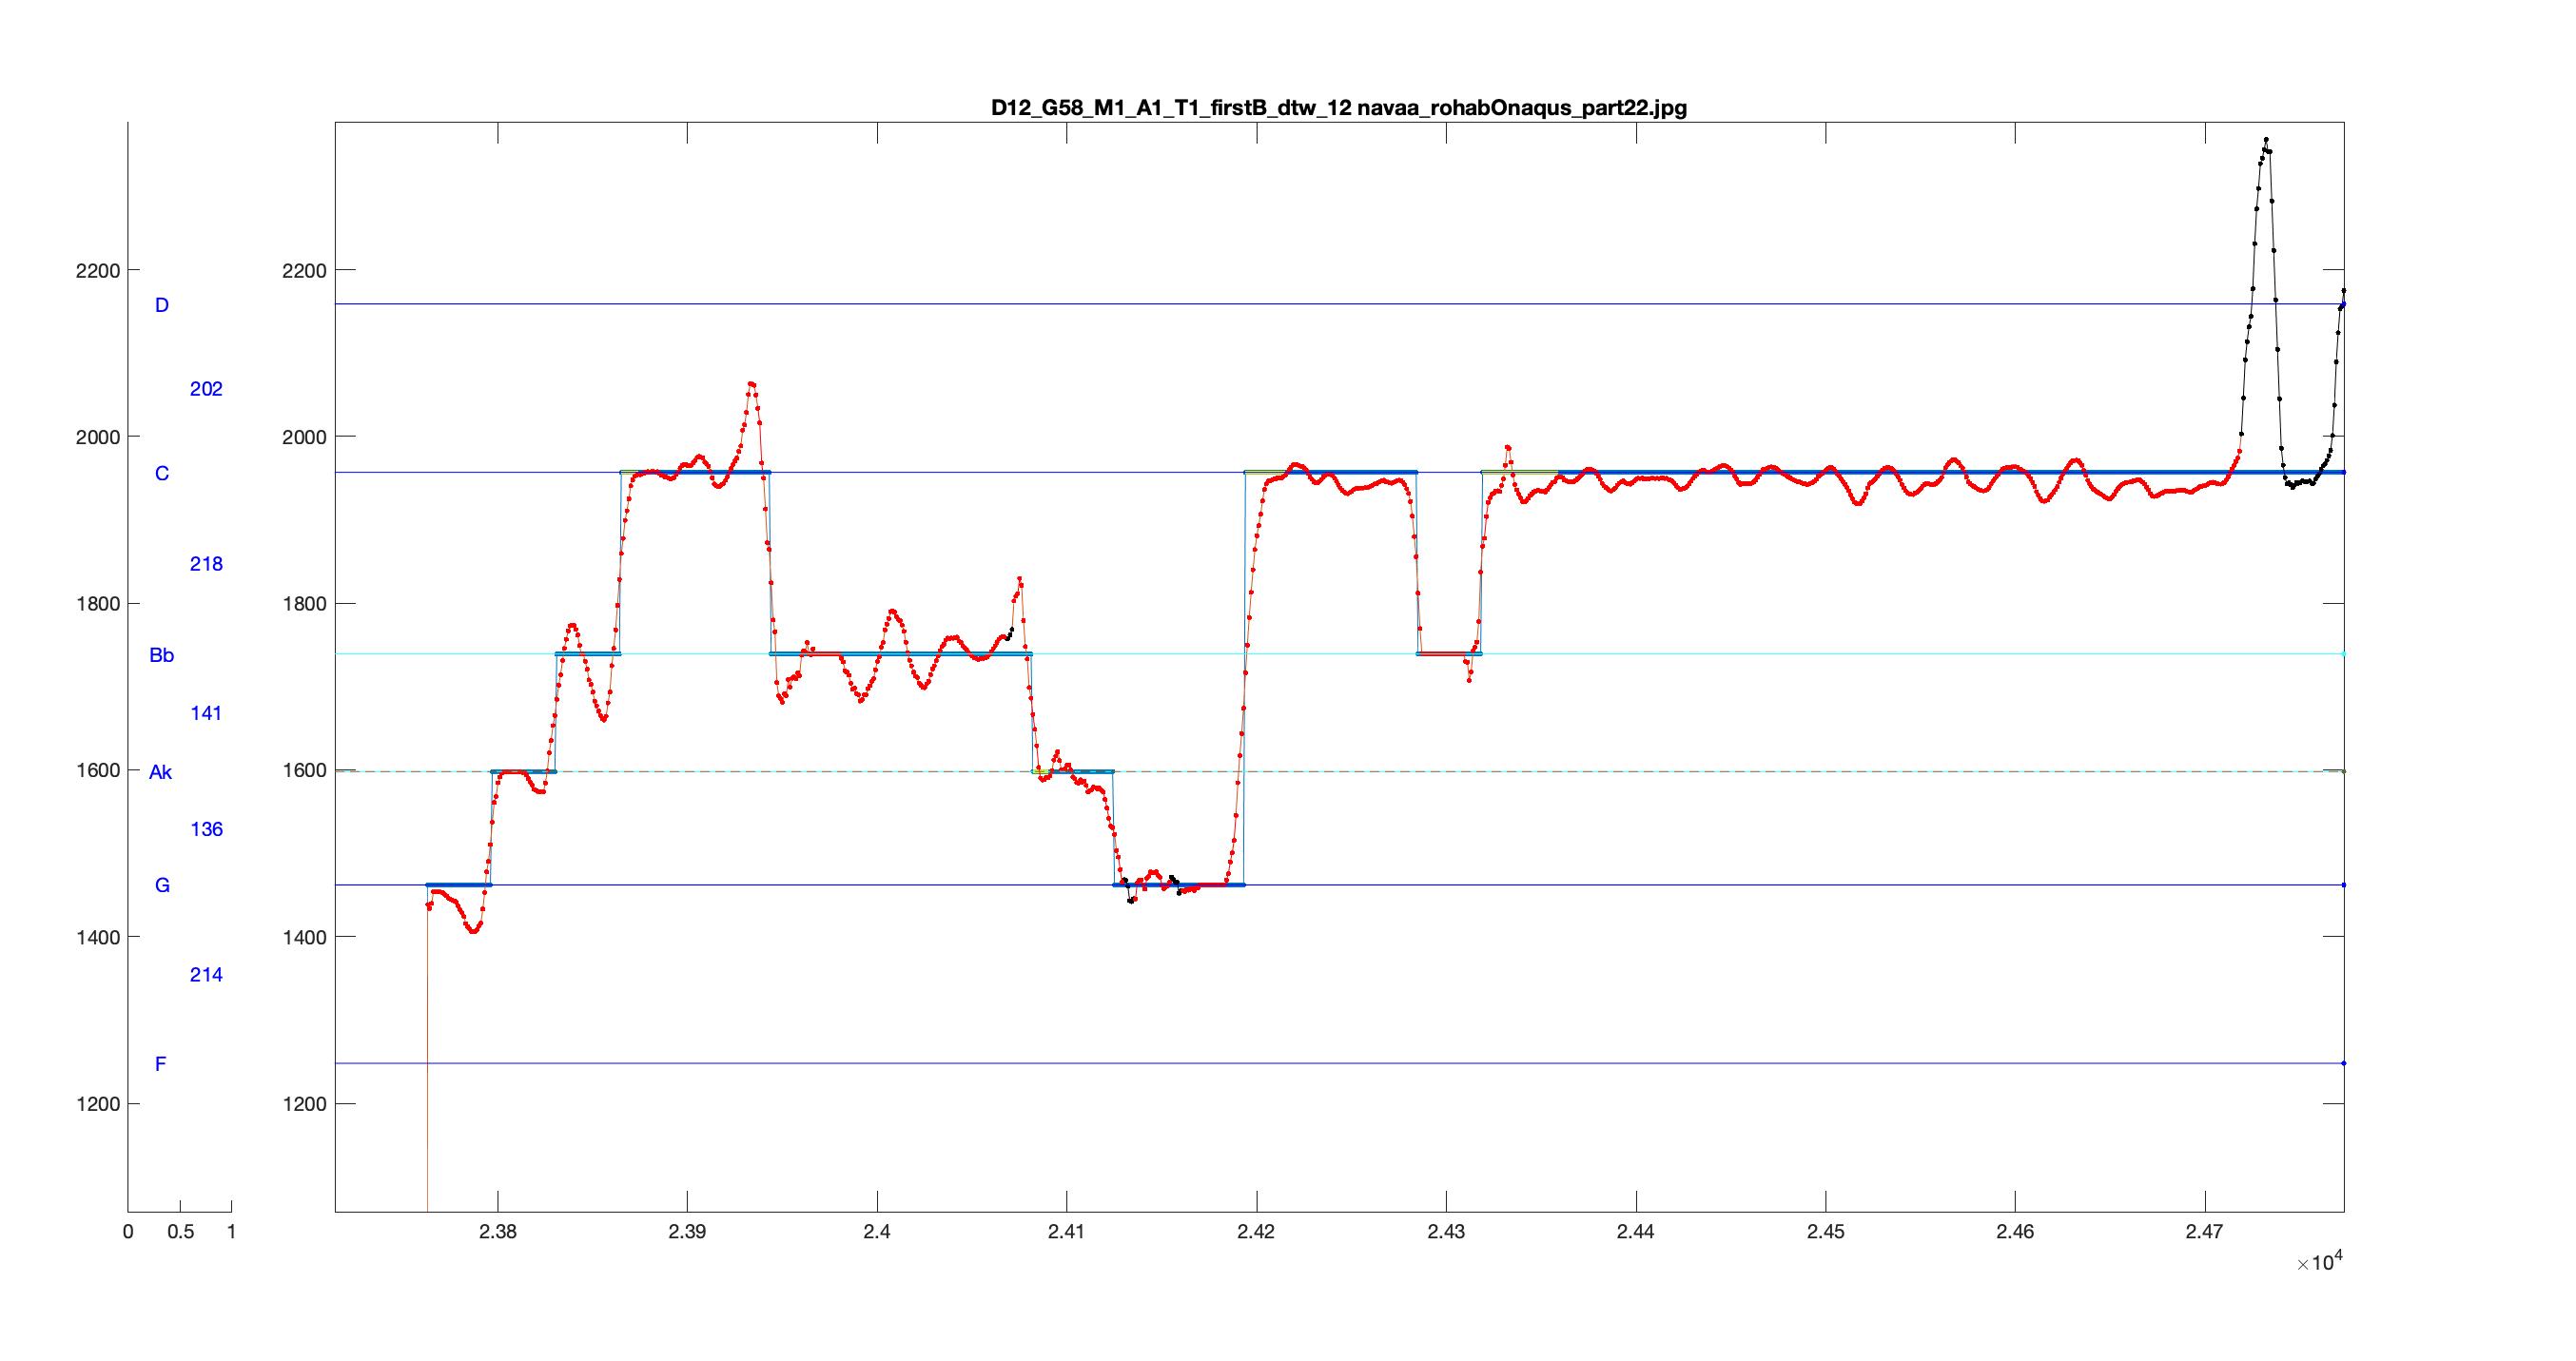 D12_G58_M1_A1_T1_firstB_dtw_12 navaa_rohabOnaqus_part22.jpg
2200 2200
D
202
2000 2000
C
218
1800 1800
Bb
141
1600 Ak 1600
136
G
1400 1400
214
F
1200 1200
0 0.5 1 2.38 2.39 2.4 2.41 2.42 2.43 2.44 2.45 2.46 2.47
×10⁴